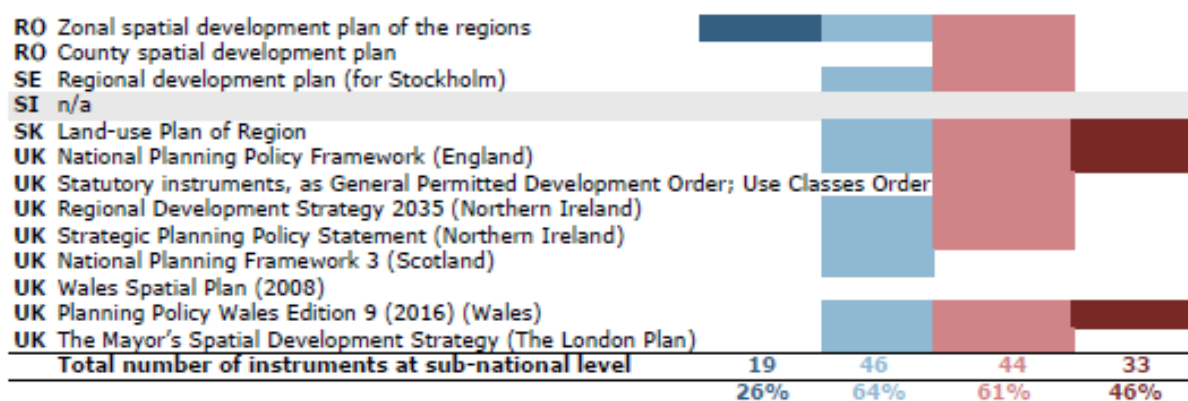 RO Zonal spatial development plan of the regions
RO County spatial development plan
SE Regional development plan (for Stockholm)
SI n/a
SK Land-use Plan of Region
UK National Planning Policy Framework (England)
UK Statutory instruments, as General Permitted Development Order; Use Classes Order
UK Regional Development Strategy 2035 (Northern Ireland)
UK Strategic Planning Policy Statement (Northern Ireland)
UK National Planning Framework 3 (Scotland)
UK Wales Spatial Plan (2008)
UK Planning Policy Wales Edition 9 (2016) (Wales)
UK The Mayor’s Spatial Development Strategy (The London Plan)
Total number of instruments at sub-national level 19 46 44 33
26% 64% 61% 46%